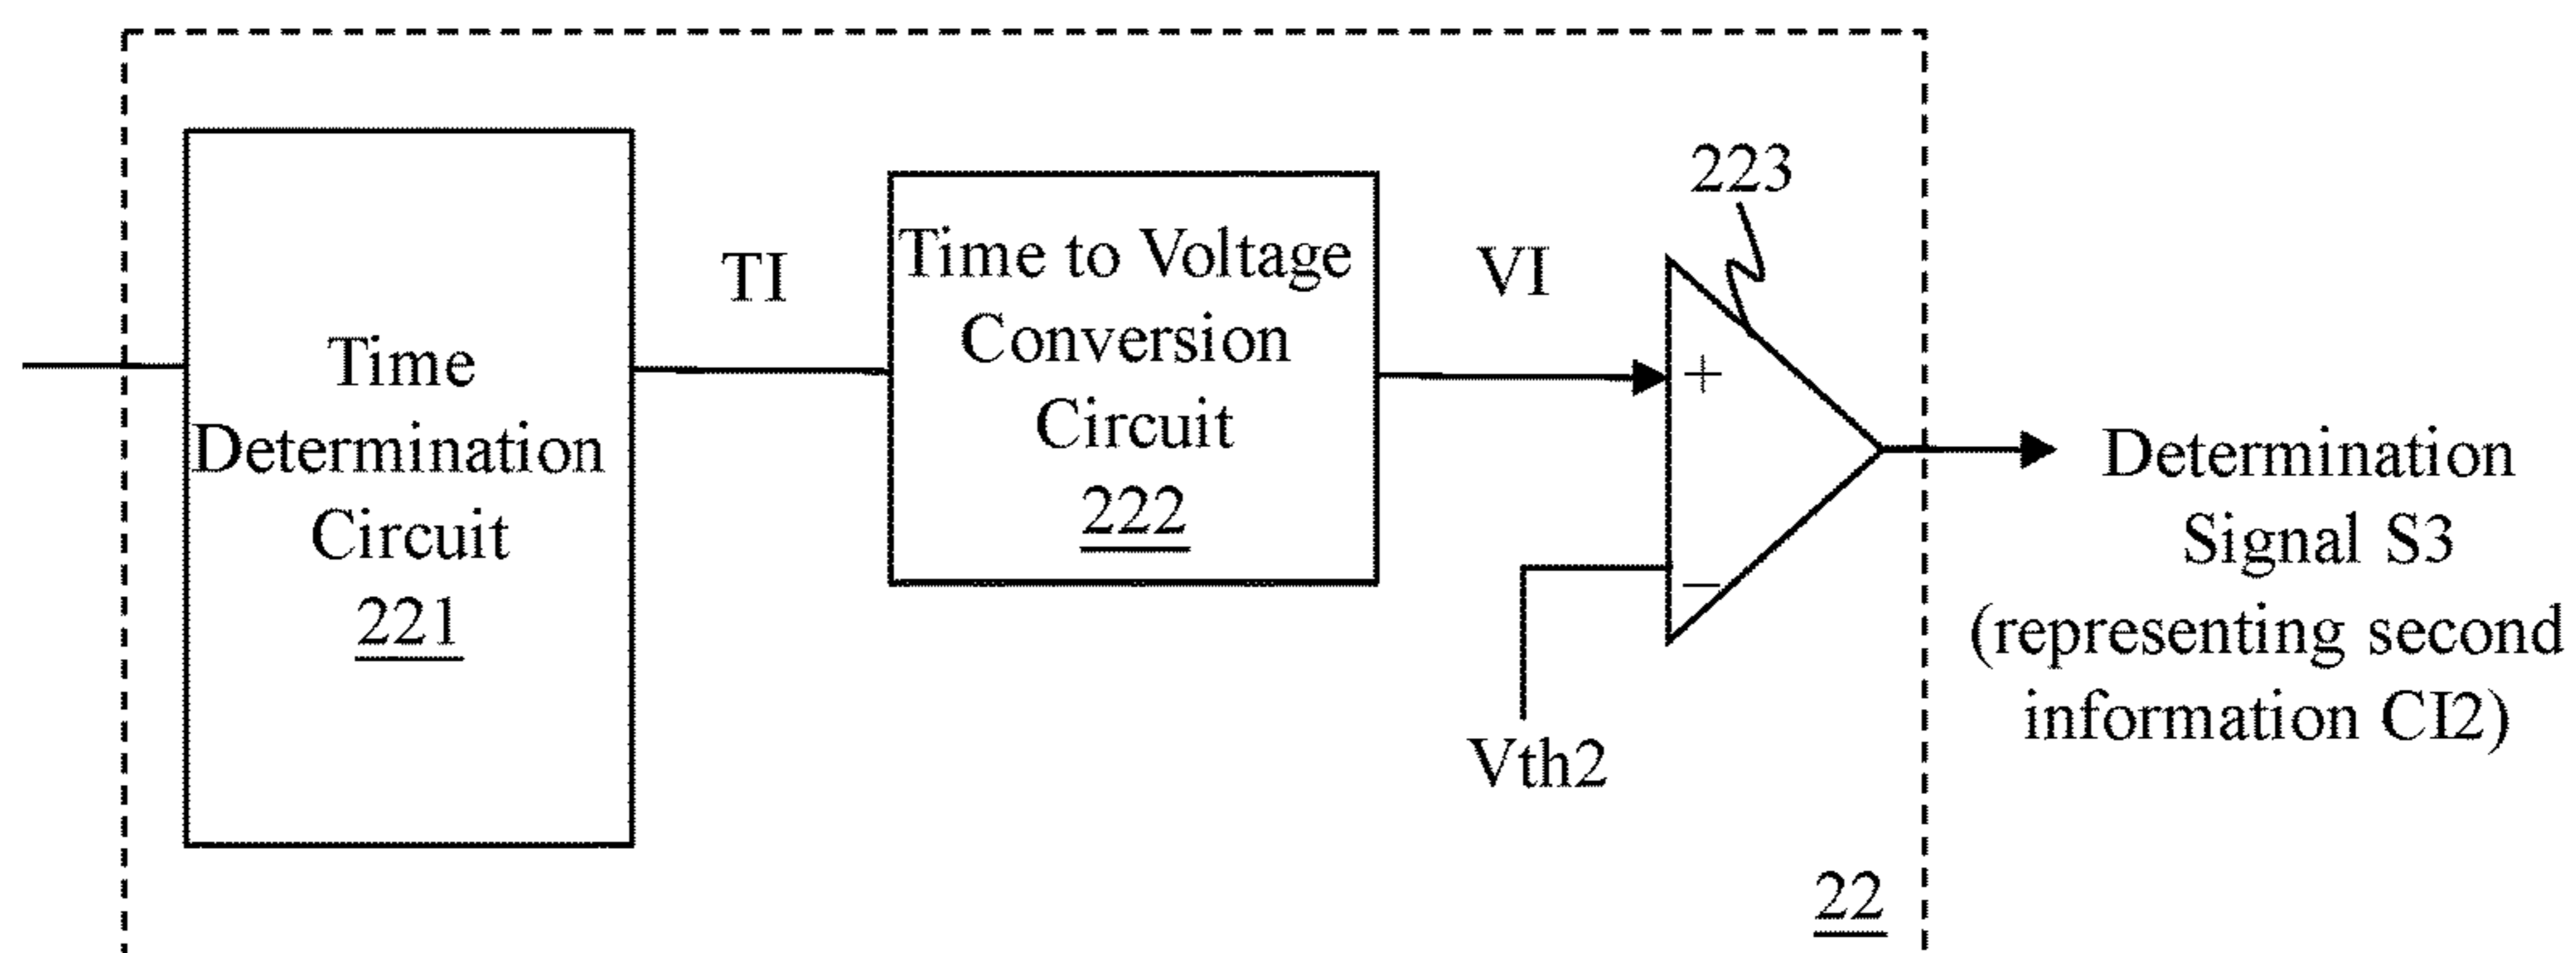 Time
Determination
Circuit
221
TI
Time to Voltage
Conversion
Circuit
222
VI
223
+
−
Vth2
Determination
Signal S3
(representing second
information CI2)
22